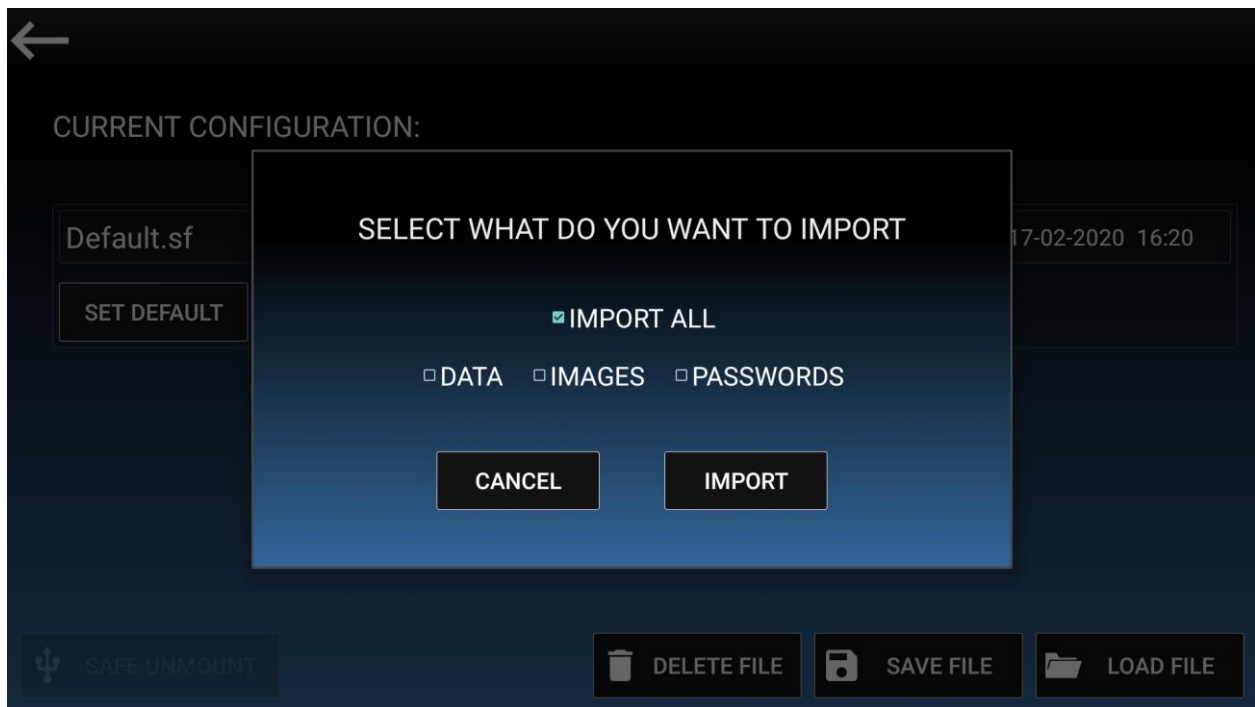 CURRENT CONFIGURATION:
SELECT WHAT DO YOU WANT TO IMPORT
Default.sf
17-02-2020 16:20
SET DEFAULT
IMPORT ALL
DATA IMAGES PASSWORDS
CANCEL IMPORT
SAFE UNMOUNT DELETE FILE SAVE FILE LOAD FILE